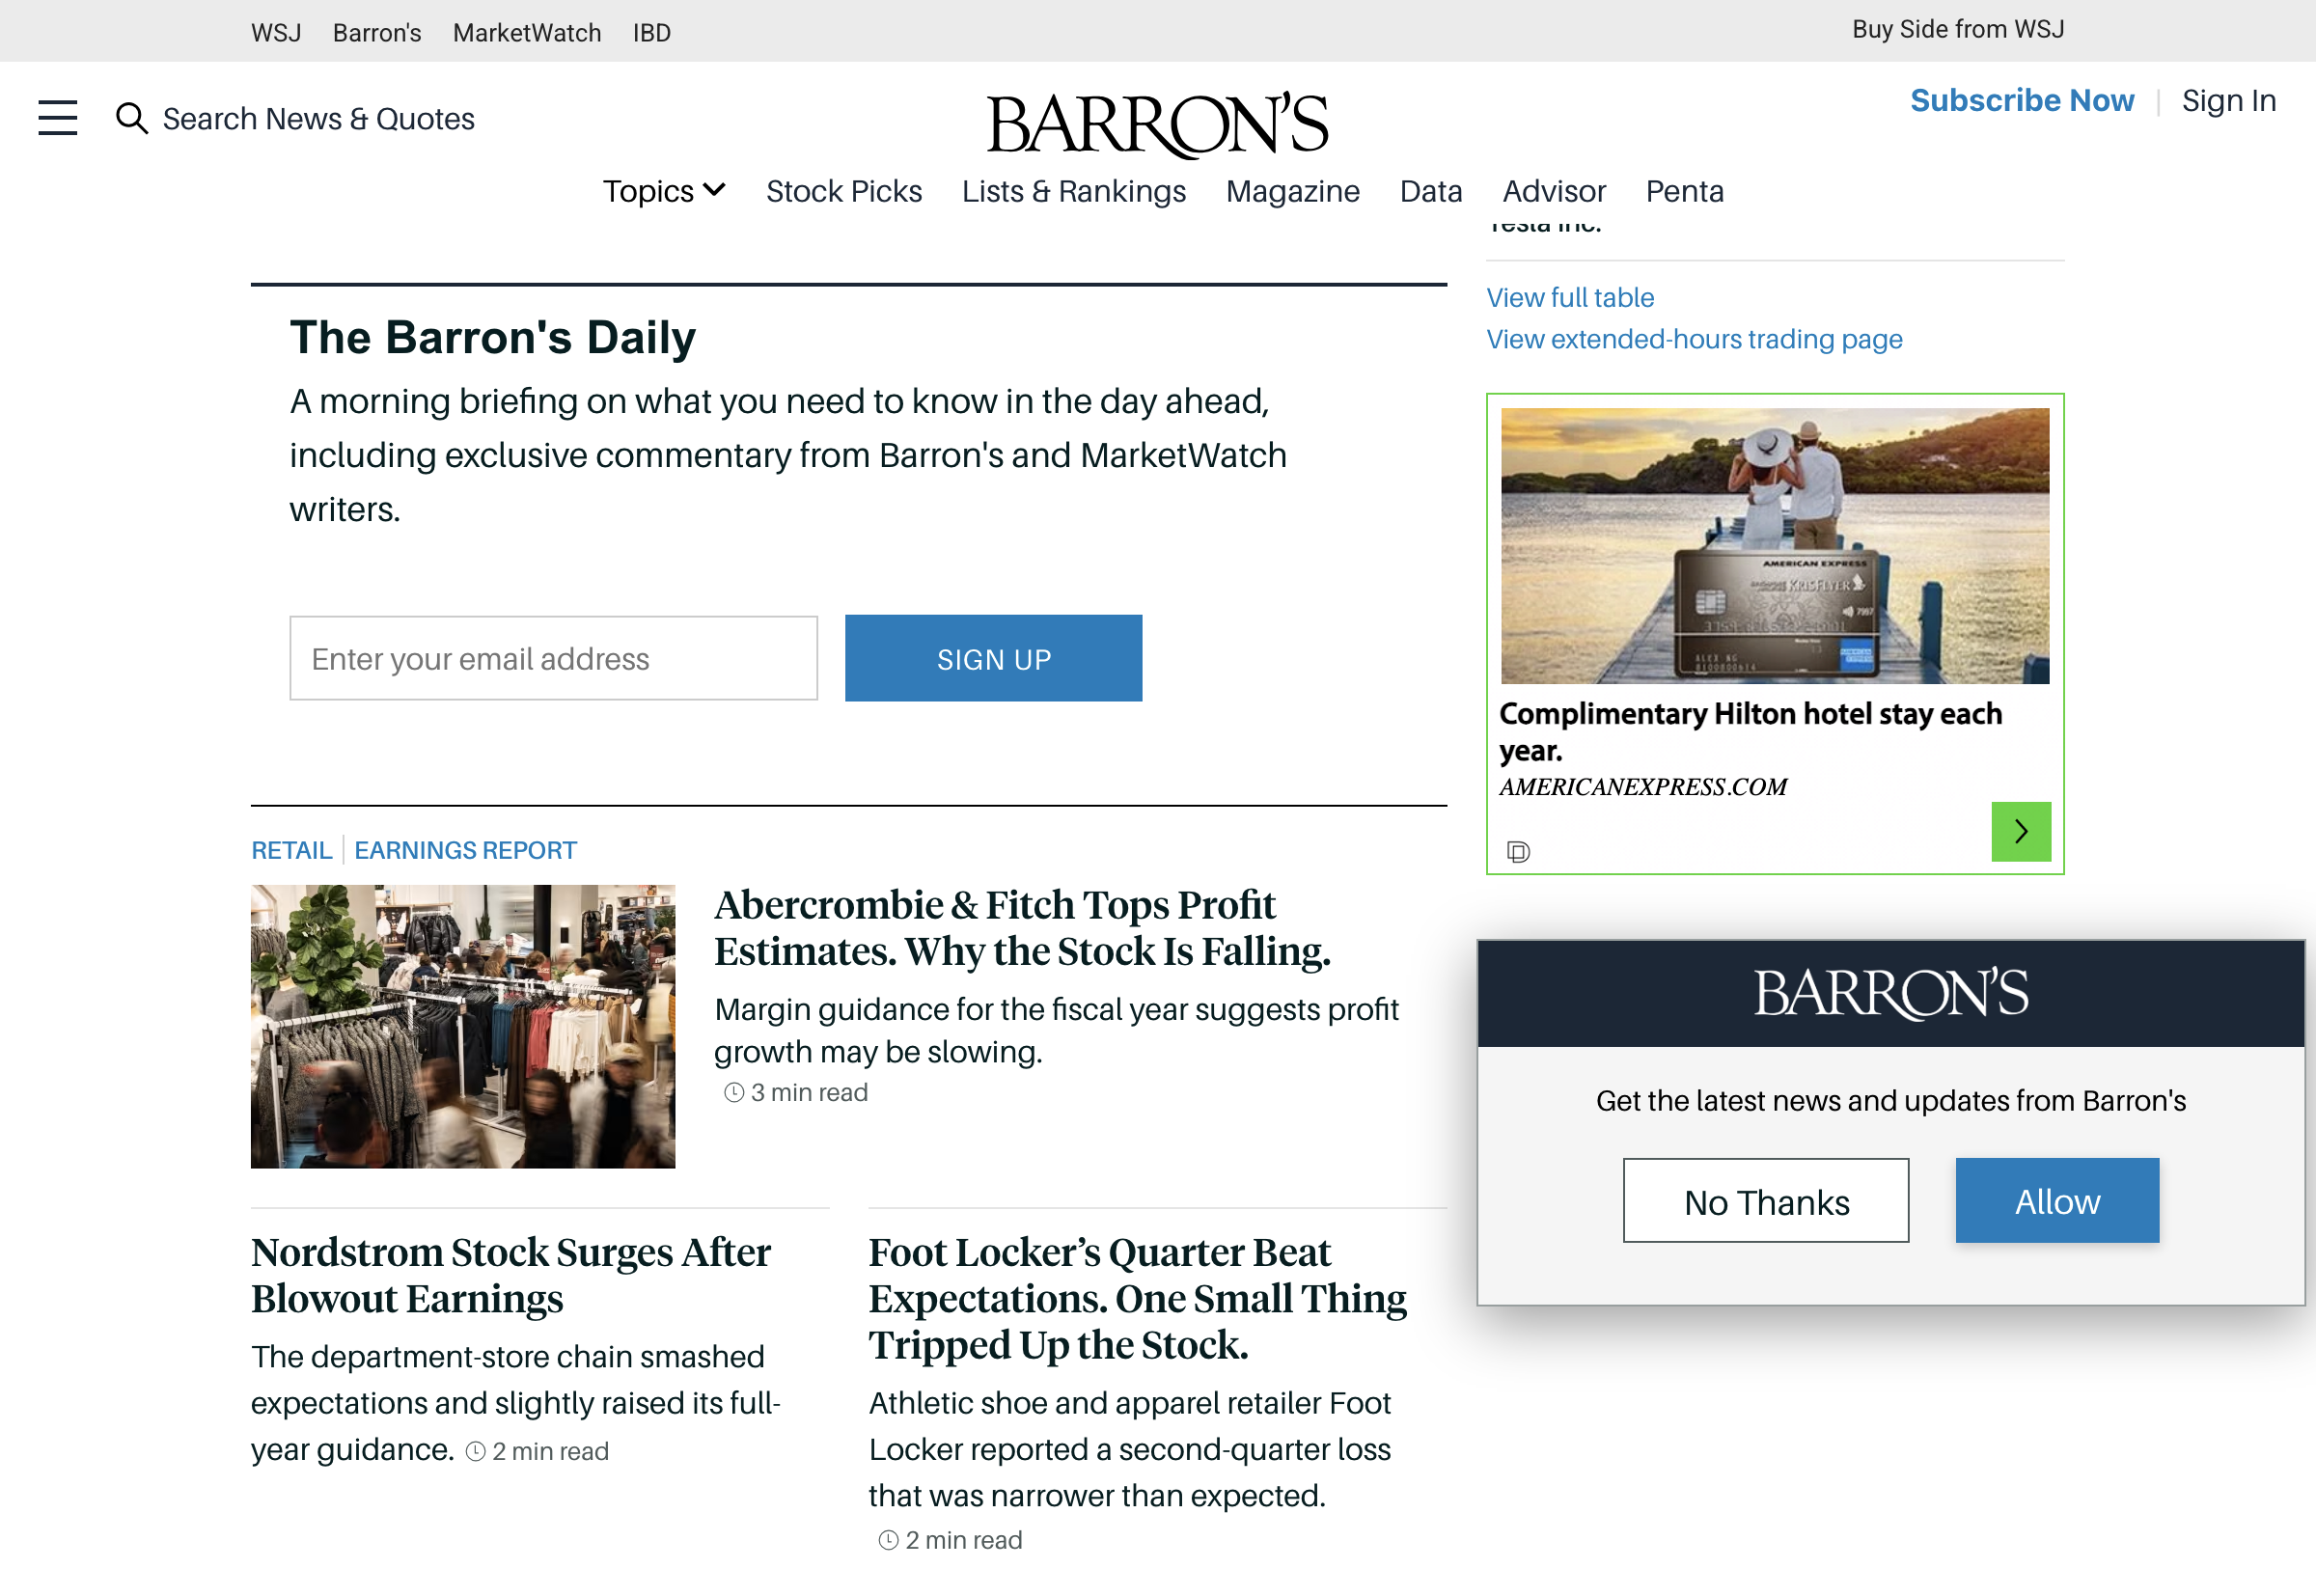 WSJ Barron's MarketWatch IBD
Buy Side from WSJ
Search News & Quotes
BARRON'S
Subscribe Now
Sign In
Topics Stock Picks Lists & Rankings Magazine Data Advisor Penta
Tesla Inc.
View full table
View extended-hours trading page
The Barron's Daily
A morning briefing on what you need to know in the day ahead,
including exclusive commentary from Barron's and MarketWatch
writers.
Enter your email address
SIGN UP
AMERICAN EXPRESS
KRISFLYER
ALEX NG
Complimentary Hilton hotel stay each
year.
AMERICANEXPRESS.COM
RETAIL
EARNINGS REPORT
Abercrombie & Fitch Tops Profit
Estimates. Why the Stock Is Falling.
Margin guidance for the fiscal year suggests profit
growth may be slowing.
3 min read
Nordstrom Stock Surges After
Blowout Earnings
The department-store chain smashed
expectations and slightly raised its full-
year guidance. 2 min read
Foot Locker’s Quarter Beat
Expectations. One Small Thing
Tripped Up the Stock.
Athletic shoe and apparel retailer Foot
Locker reported a second-quarter loss
that was narrower than expected.
2 min read
BARRON'S
Get the latest news and updates from Barron's
No Thanks
Allow